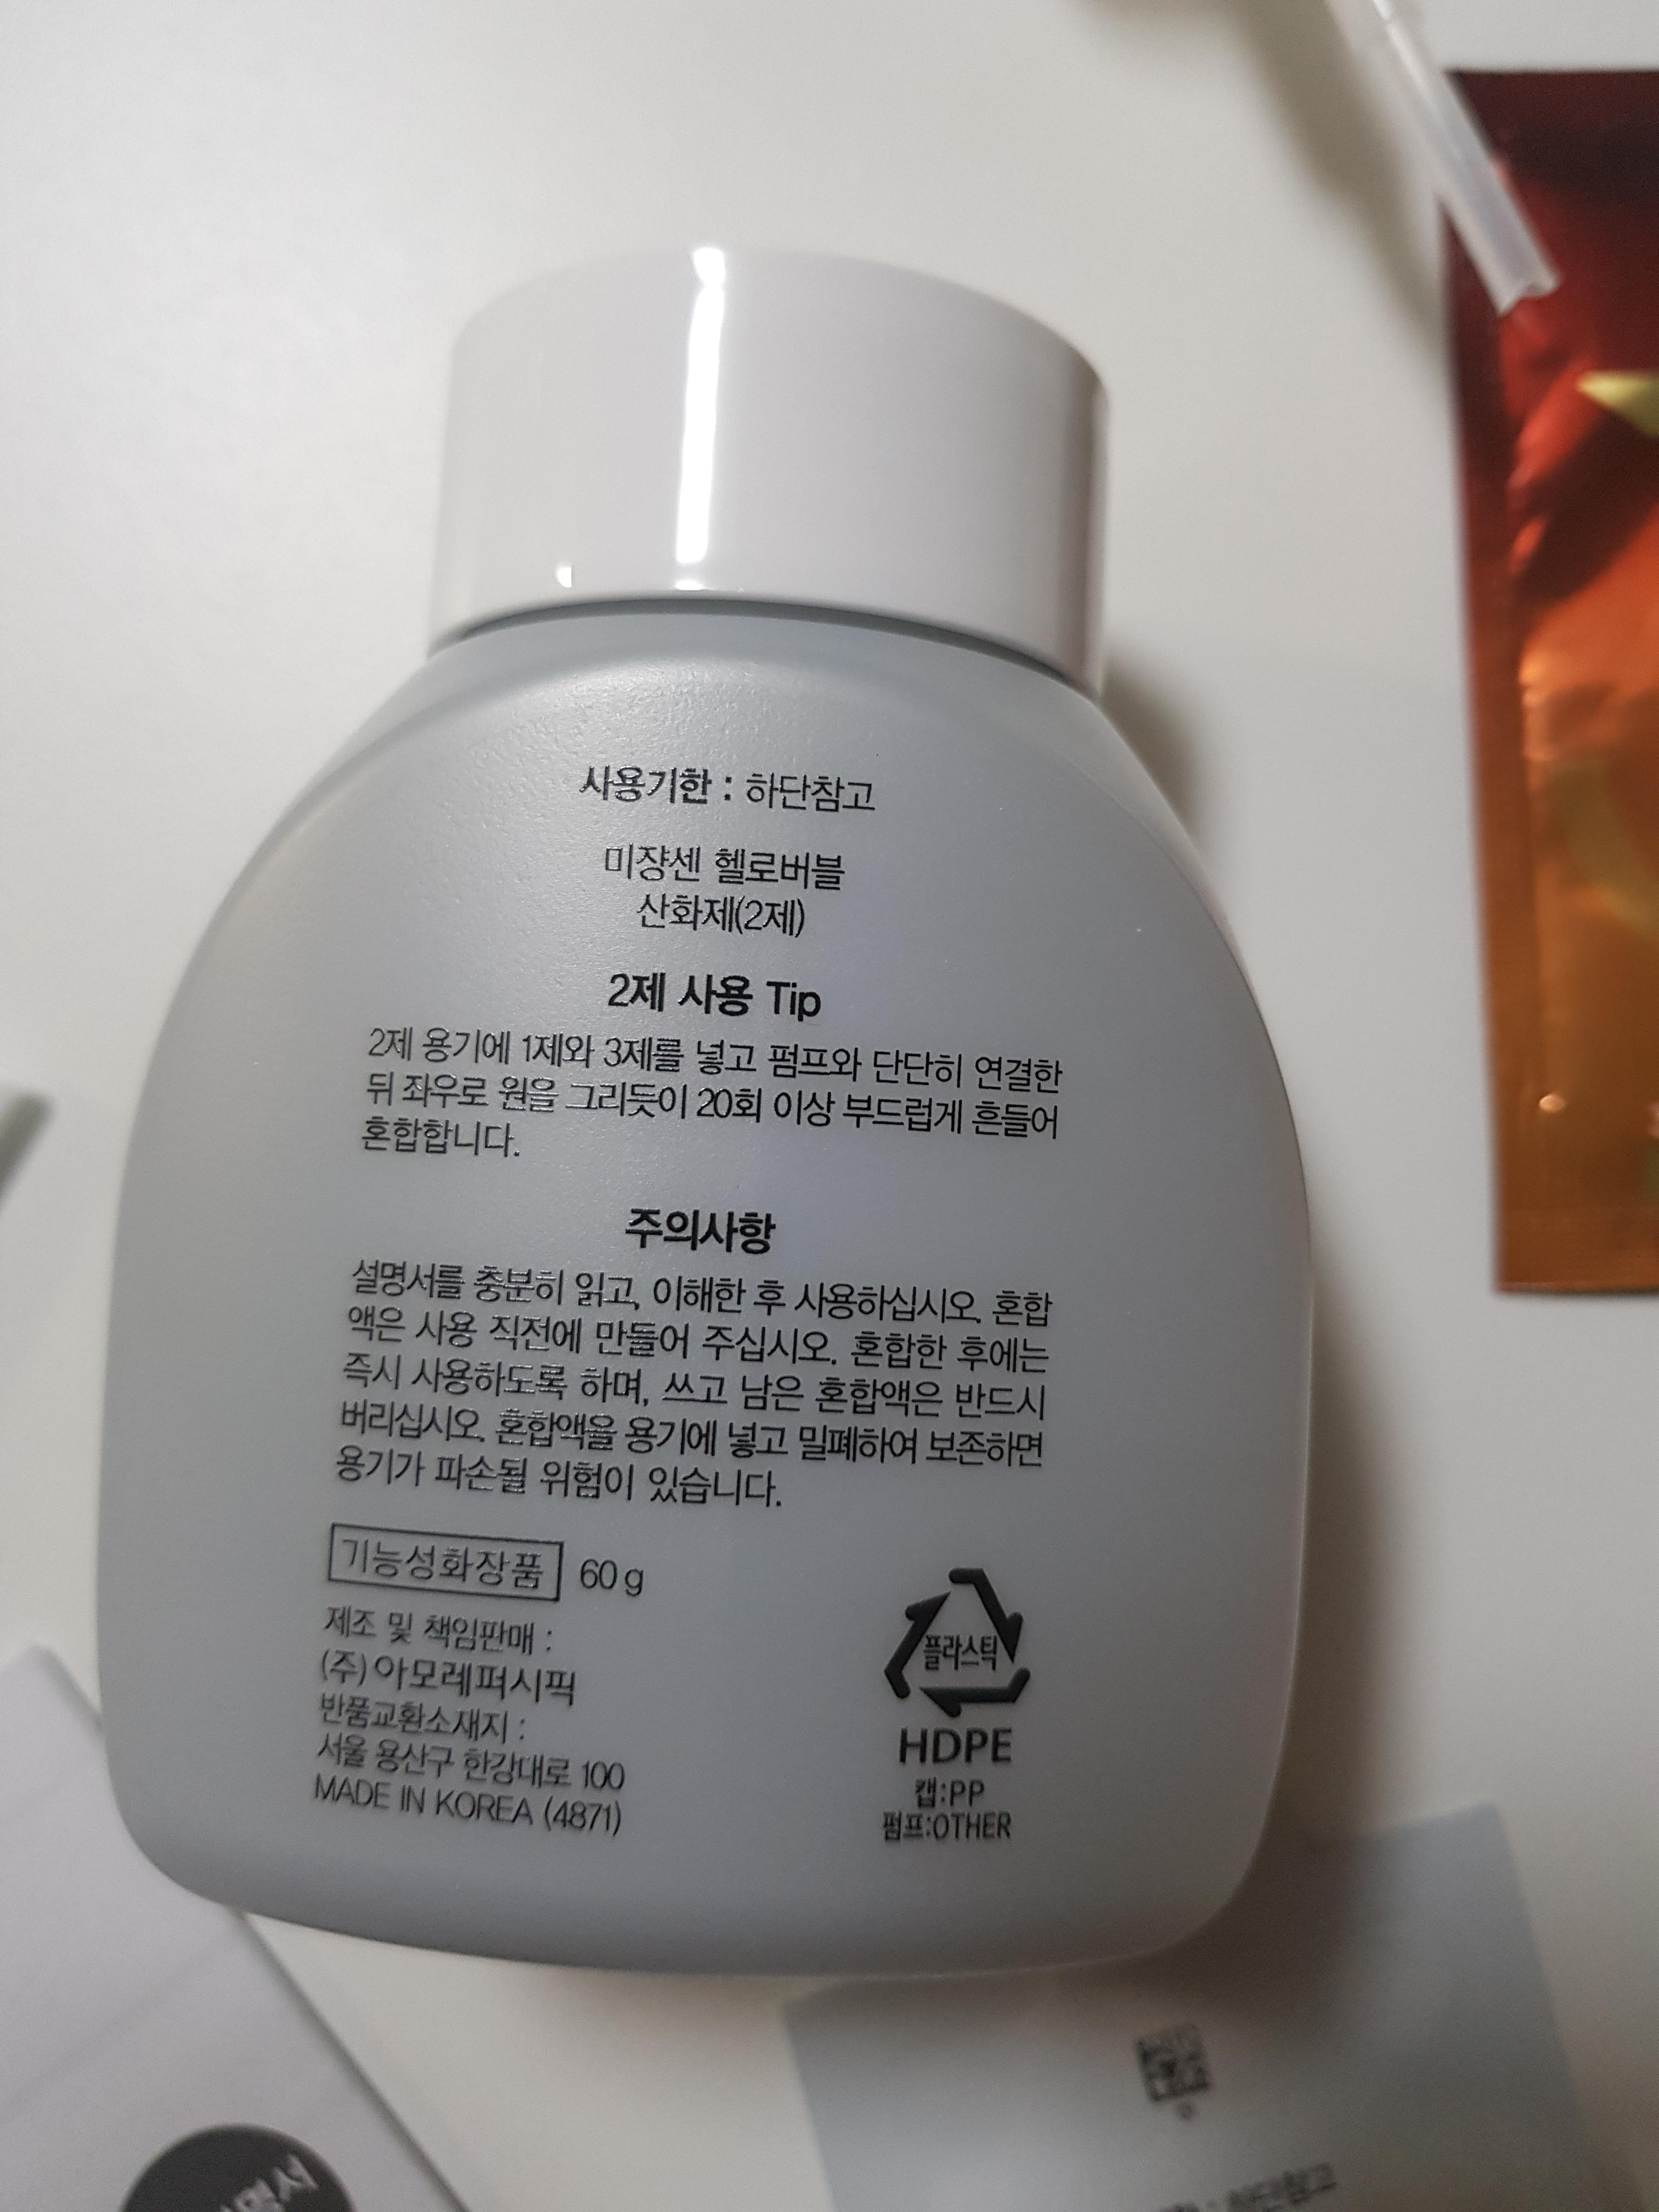 사용기한 : 하단참고
미쟝센 헬로버블
산화제(2제)
2제 사용 Tip
2제 용기에 1제와 3제를 넣고 펌프와 단단히 연결한
뒤 좌우로 원을 그리듯이 20회 이상 부드럽게 흔들어
혼합합니다.
주의사항
설명서를 충분히 읽고, 이해한 후 사용하십시오. 혼합
액은 사용 직전에 만들어 주십시오. 혼합한 후에는
즉시 사용하도록 하며, 쓰고 남은 혼합액은 반드시
버리십시오. 혼합액을 용기에 넣고 밀폐하여 보존하면
용기가 파손될 위험이 있습니다.
기능성화장품 60 g
제조 및 책임판매 :
(주)아모레퍼시픽
반품교환소재지 :
서울 용산구 한강대로 100
MADE IN KOREA (4871)
플라스틱
HDPE
캡:PP
펌프:OTHER
하단참고